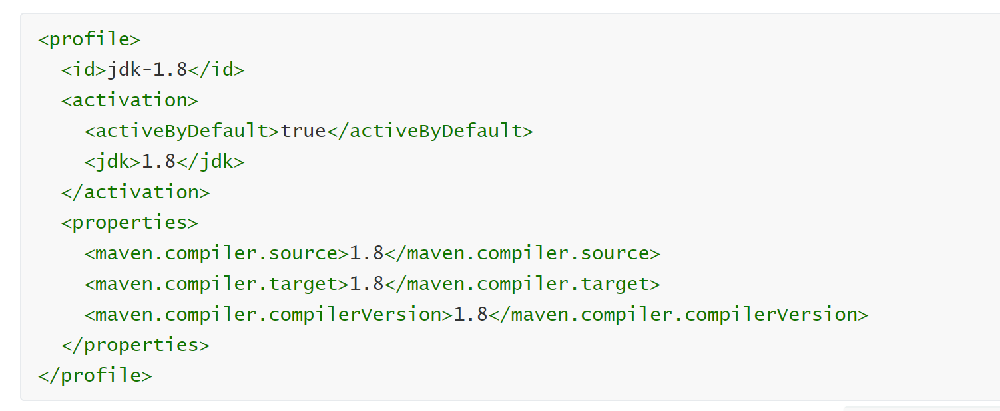 <profile>
  <id>jdk-1.8</id>
  <activation>
    <activeByDefault>true</activeByDefault>
    <jdk>1.8</jdk>
  </activation>
  <properties>
    <maven.compiler.source>1.8</maven.compiler.source>
    <maven.compiler.target>1.8</maven.compiler.target>
    <maven.compiler.compilerVersion>1.8</maven.compiler.compilerVersion>
  </properties>
</profile>